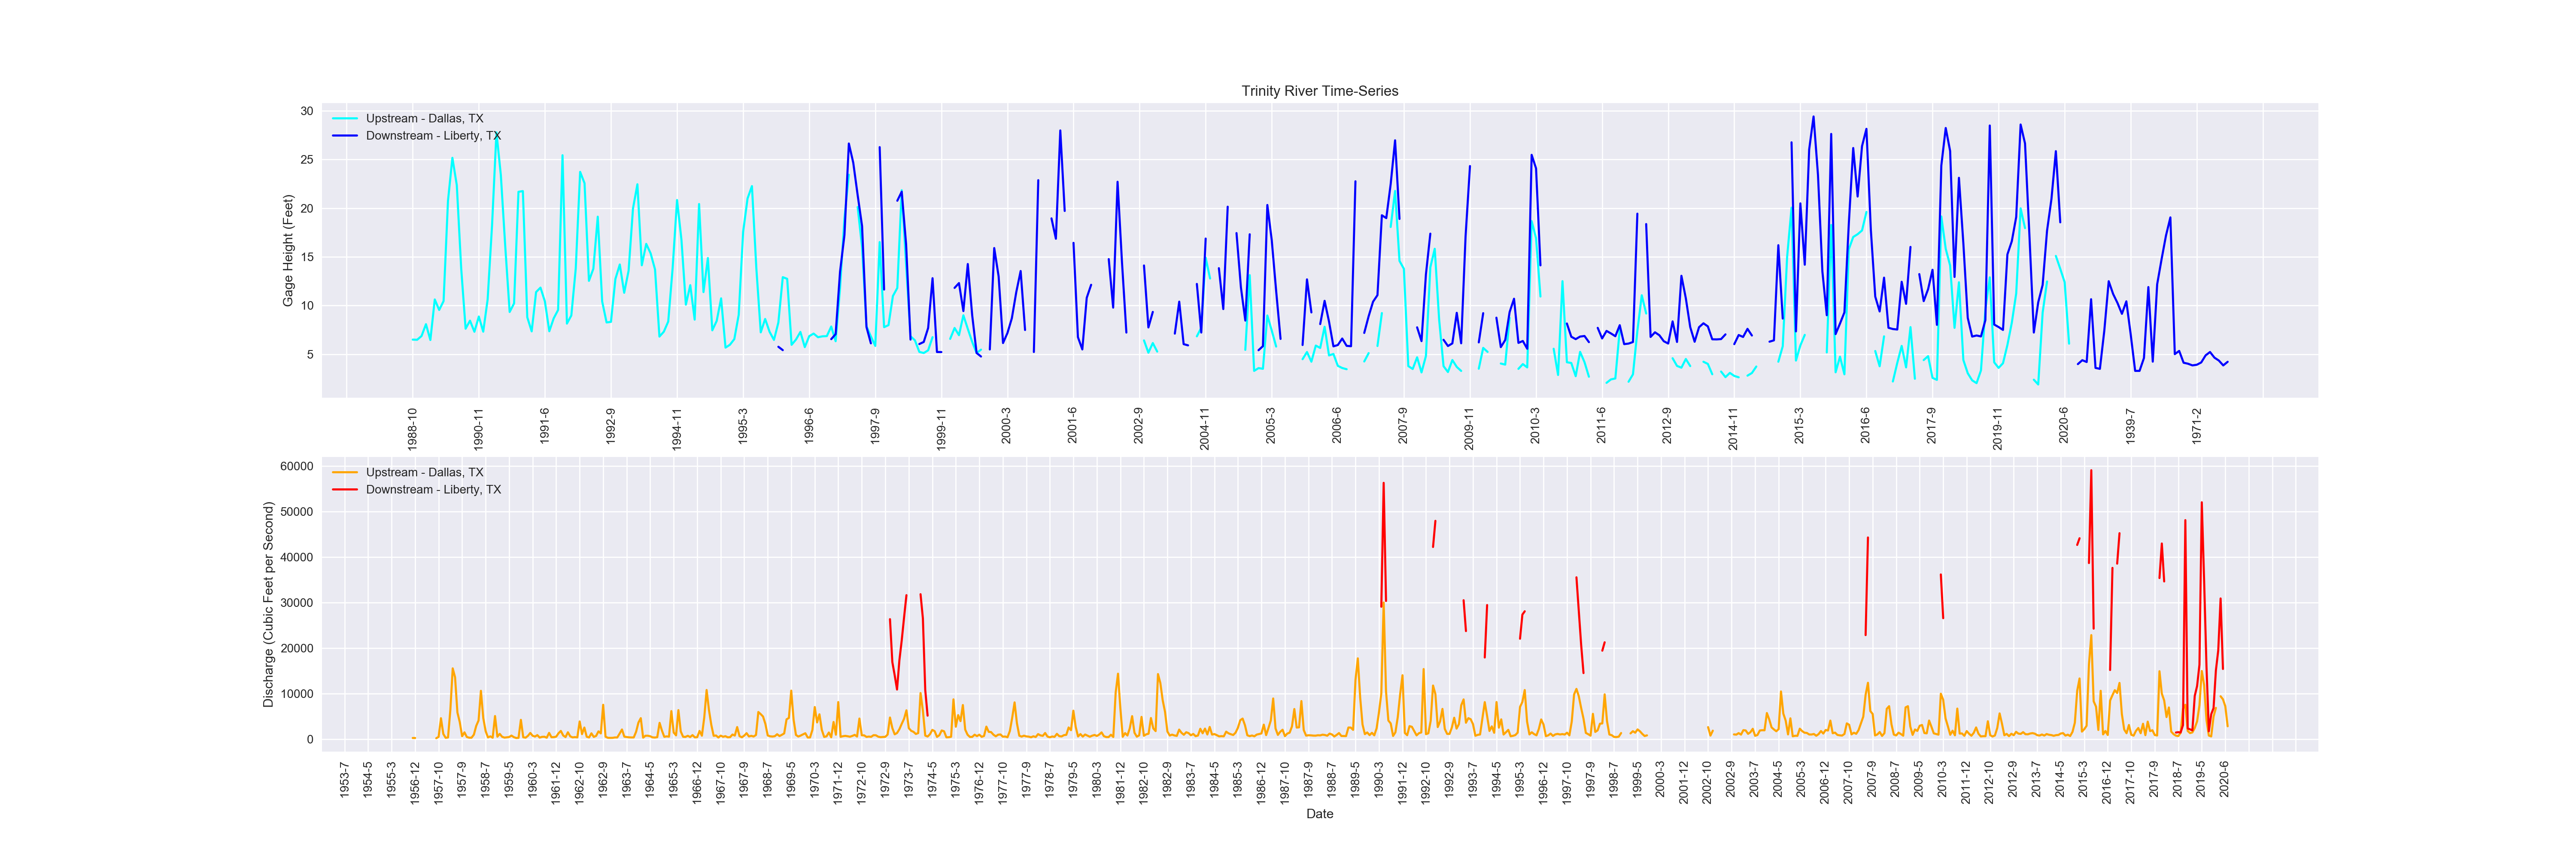 Trinity River Time-Series
Upstream - Dallas, TX
Downstream - Liberty, TX
Gage Height (Feet)
30
25
20
15
10
5
1988-10 1990-11 1991-6 1992-9 1994-11 1995-3 1996-6 1997-9 1999-11 2000-3 2001-6 2002-9 2004-11 2005-3 2006-6 2007-9 2009-11 2010-3 2011-6 2012-9 2014-11 2015-3 2016-6 2017-9 2019-11 2020-6 1939-7 1971-2
Upstream - Dallas, TX
Downstream - Liberty, TX
Discharge (Cubic Feet per Second)
60000
50000
40000
30000
20000
10000
0
1953-7 1954-5 1955-3 1956-12 1957-10 1957-9 1958-7 1959-5 1960-3 1961-12 1962-10 1962-9 1963-7 1964-5 1965-3 1966-12 1967-10 1967-9 1968-7 1969-5 1970-3 1971-12 1972-10 1972-9 1973-7 1974-5 1975-3 1976-12 1977-10 1977-9 1978-7 1979-5 1980-3 1981-12 1982-10 1982-9 1983-7 1984-5 1985-3 1986-12 1987-10 1987-9 1988-7 1989-5 1990-3 1991-12 1992-10 1992-9 1993-7 1994-5 1995-3 1996-12 1997-10 1997-9 1998-7 1999-5 2000-3 2001-12 2002-10 2002-9 2003-7 2004-5 2005-3 2006-12 2007-10 2007-9 2008-7 2009-5 2010-3 2011-12 2012-10 2012-9 2013-7 2014-5 2015-3 2016-12 2017-10 2017-9 2018-7 2019-5 2020-6
Date